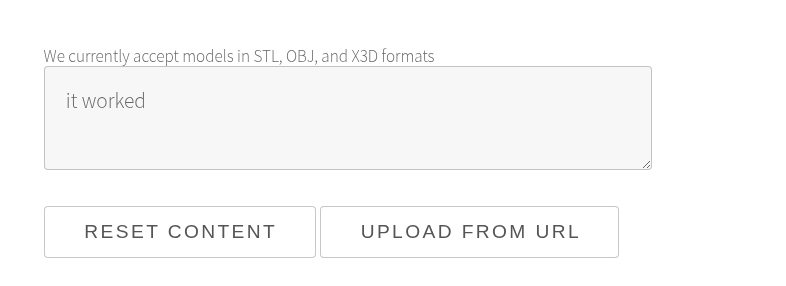 We currently accept models in STL, OBJ, and X3D formats
it worked
RESET CONTENT
UPLOAD FROM URL